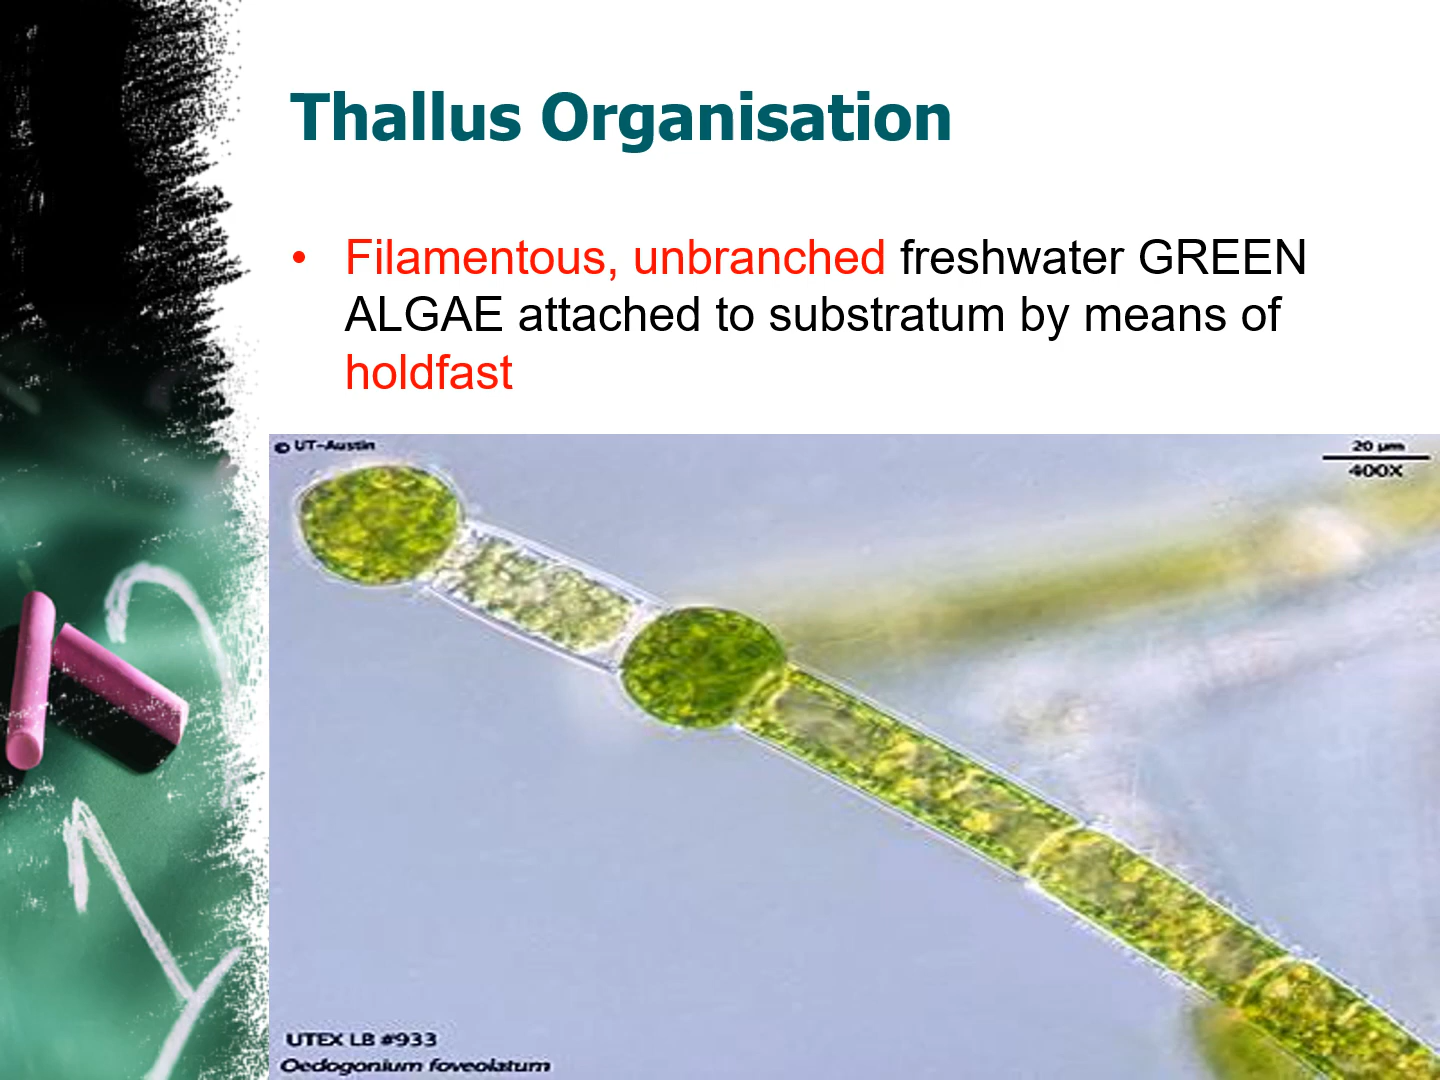 Thallus Organisation
• Filamentous, unbranched freshwater GREEN
ALGAE attached to substratum by means of
holdfast
© UT-Austin
20 µm
400X
UTEX LB #933
Oedogonium foveolatum